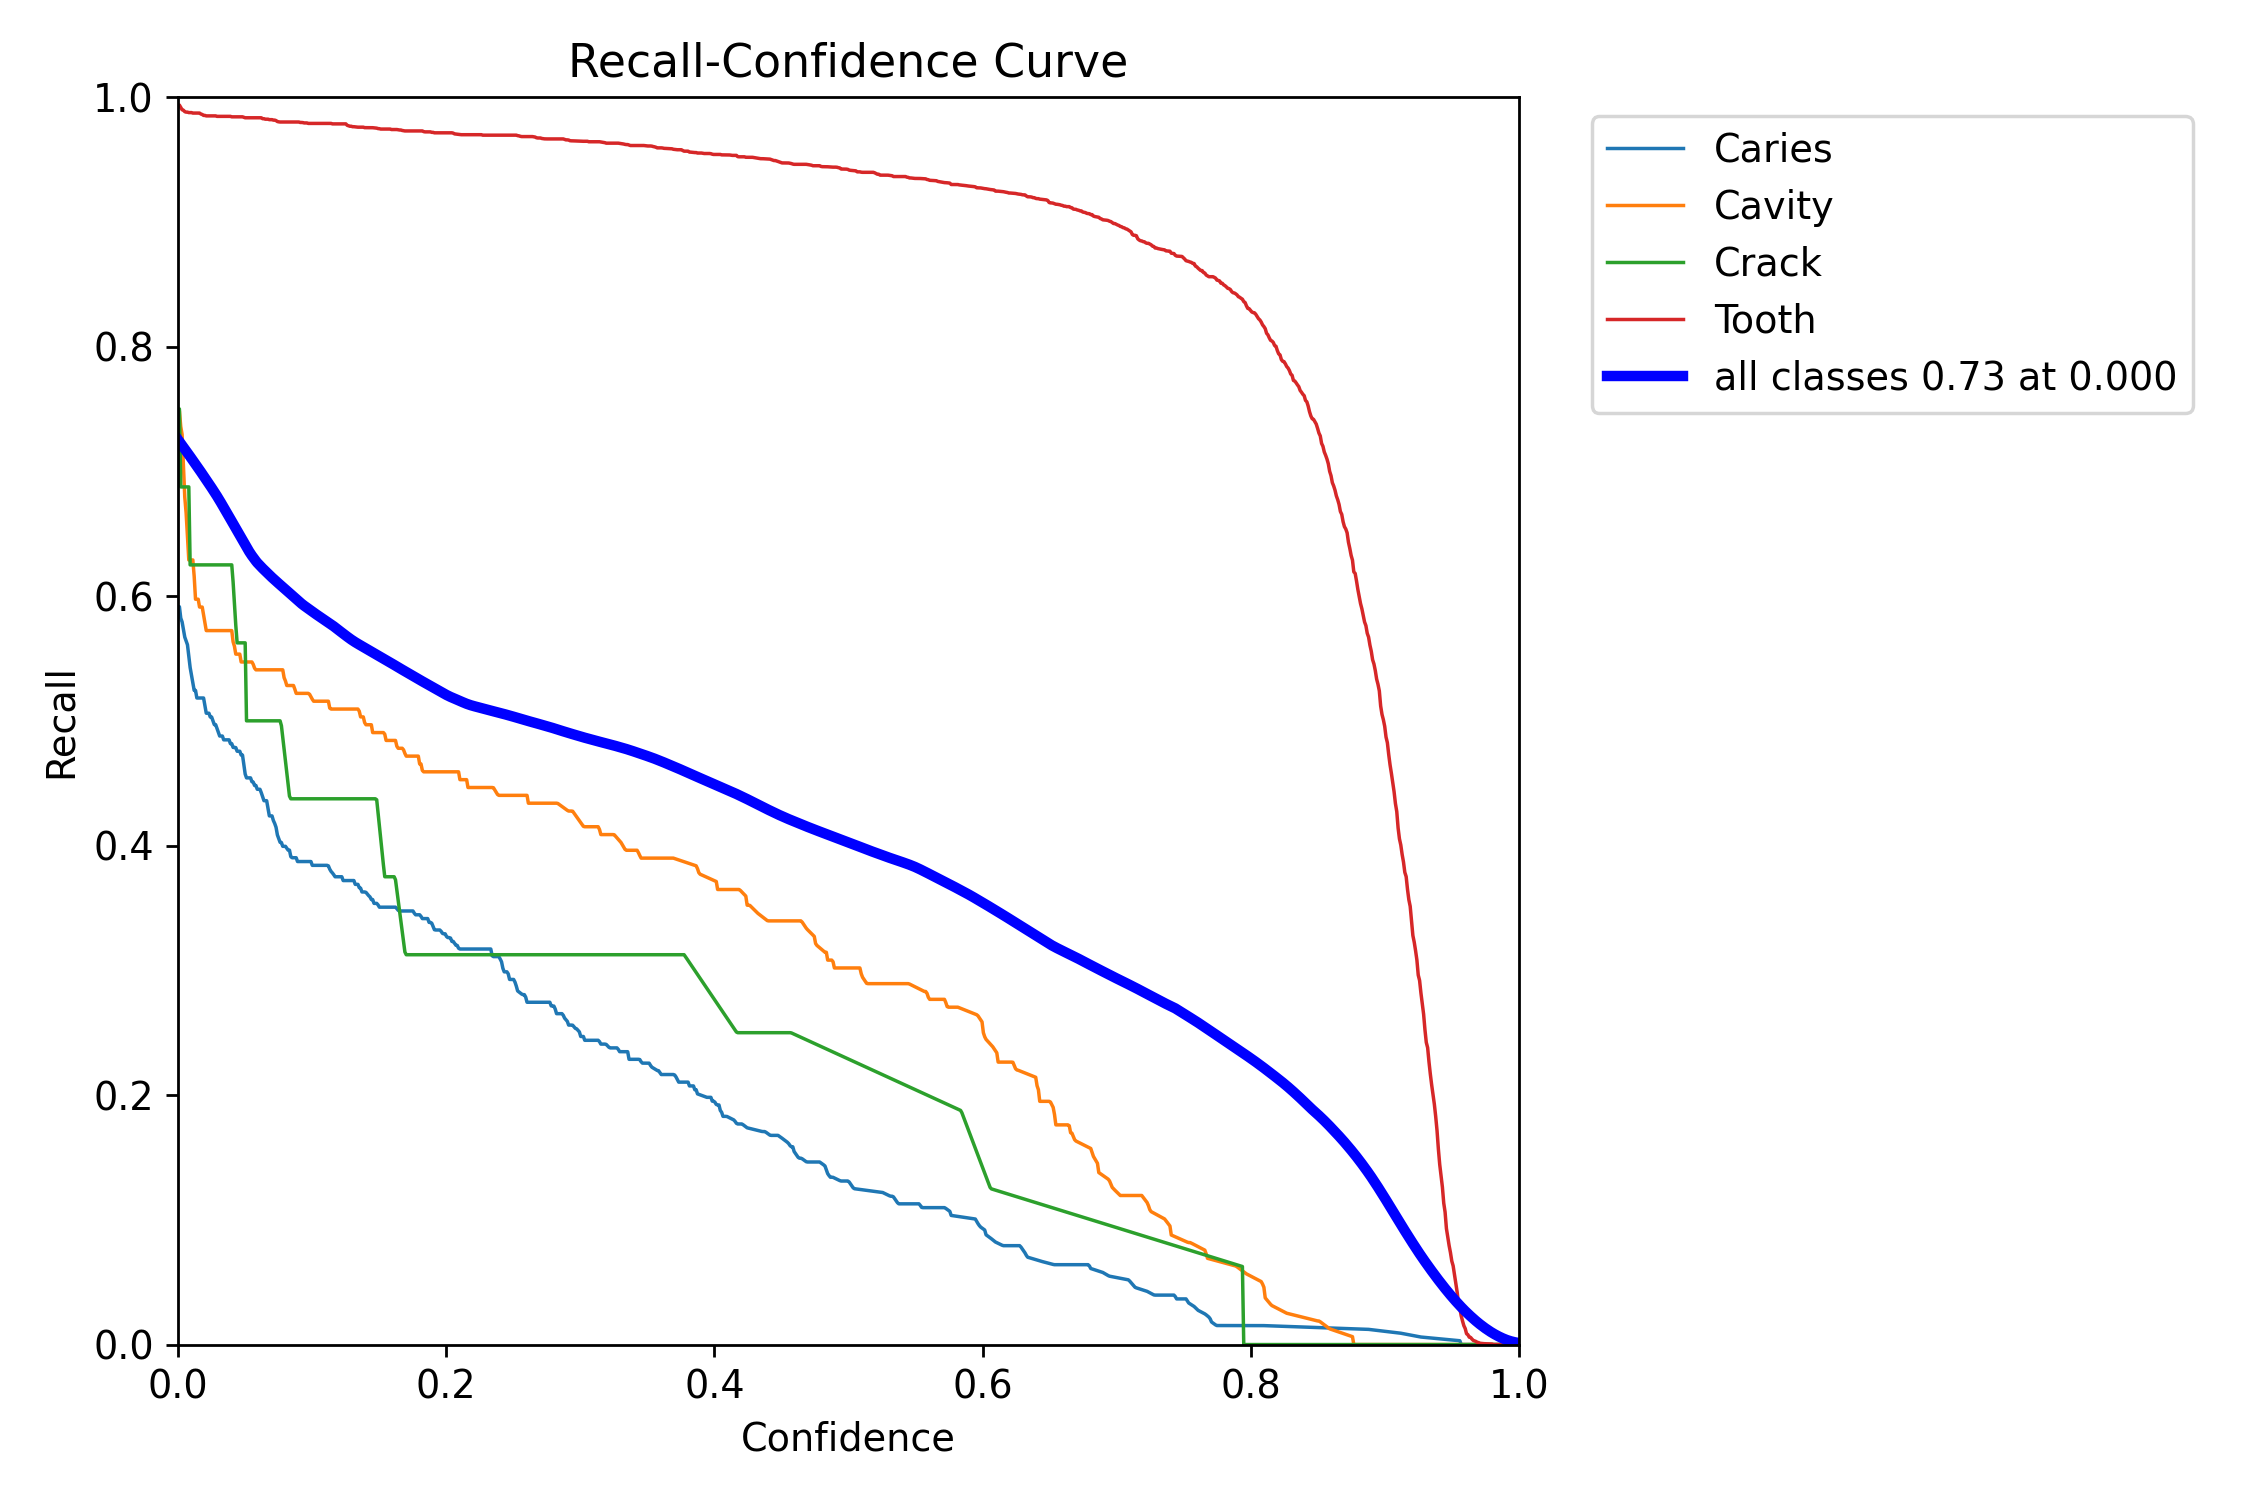 Recall-Confidence Curve
1.0
0.8
0.6
0.4
0.2
0.0
Recall
0.0 0.2 0.4 0.6 0.8 1.0
Confidence
Caries
Cavity
Crack
Tooth
all classes 0.73 at 0.000